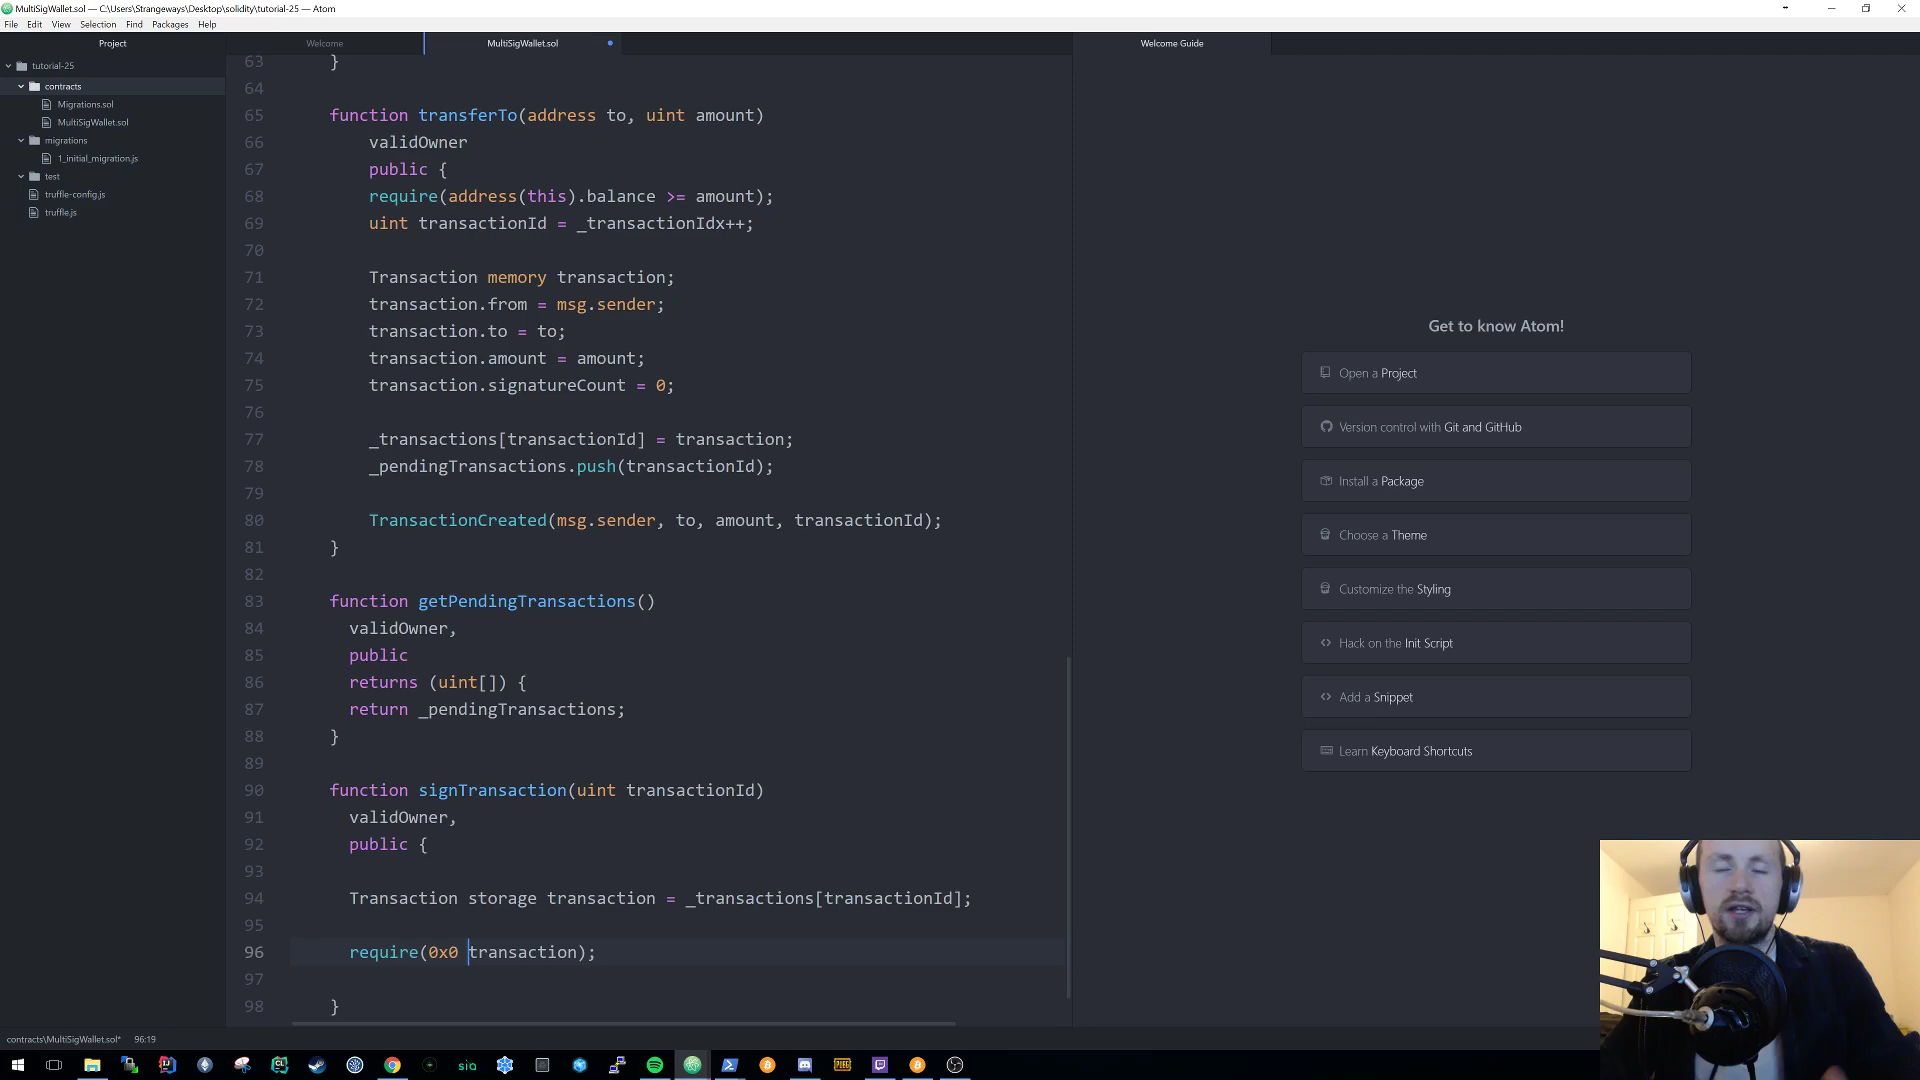 MultiSigWallet.sol — C:\Users\Strangeways\Desktop\solidity\tutorial-25 — Atom
File Edit View Selection Find Packages Help
Project
Welcome
MultiSigWallet.sol
Welcome Guide
tutorial-25
contracts
Migrations.sol
MultiSigWallet.sol
migrations
1_initial_migration.js
test
truffle-config.js
truffle.js
63 }
64
65 function transferTo(address to, uint amount)
66 validOwner
67 public {
68 require(address(this).balance >= amount);
69 uint transactionId = _transactionIdx++;
70
71 Transaction memory transaction;
72 transaction.from = msg.sender;
73 transaction.to = to;
74 transaction.amount = amount;
75 transaction.signatureCount = 0;
76
77 _transactions[transactionId] = transaction;
78 _pendingTransactions.push(transactionId);
79
80 TransactionCreated(msg.sender, to, amount, transactionId);
81 }
82
83 function getPendingTransactions()
84 validOwner,
85 public
86 returns (uint[]) {
87 return _pendingTransactions;
88 }
89
90 function signTransaction(uint transactionId)
91 validOwner,
92 public {
93
94 Transaction storage transaction = _transactions[transactionId];
95
96 require(0x0 transaction);
97
98 }
Get to know Atom!
Open a Project
Version control with Git and GitHub
Install a Package
Choose a Theme
Customize the Styling
Hack on the Init Script
Add a Snippet
Learn Keyboard Shortcuts
contracts\MultiSigWallet.sol* 96:19
sia